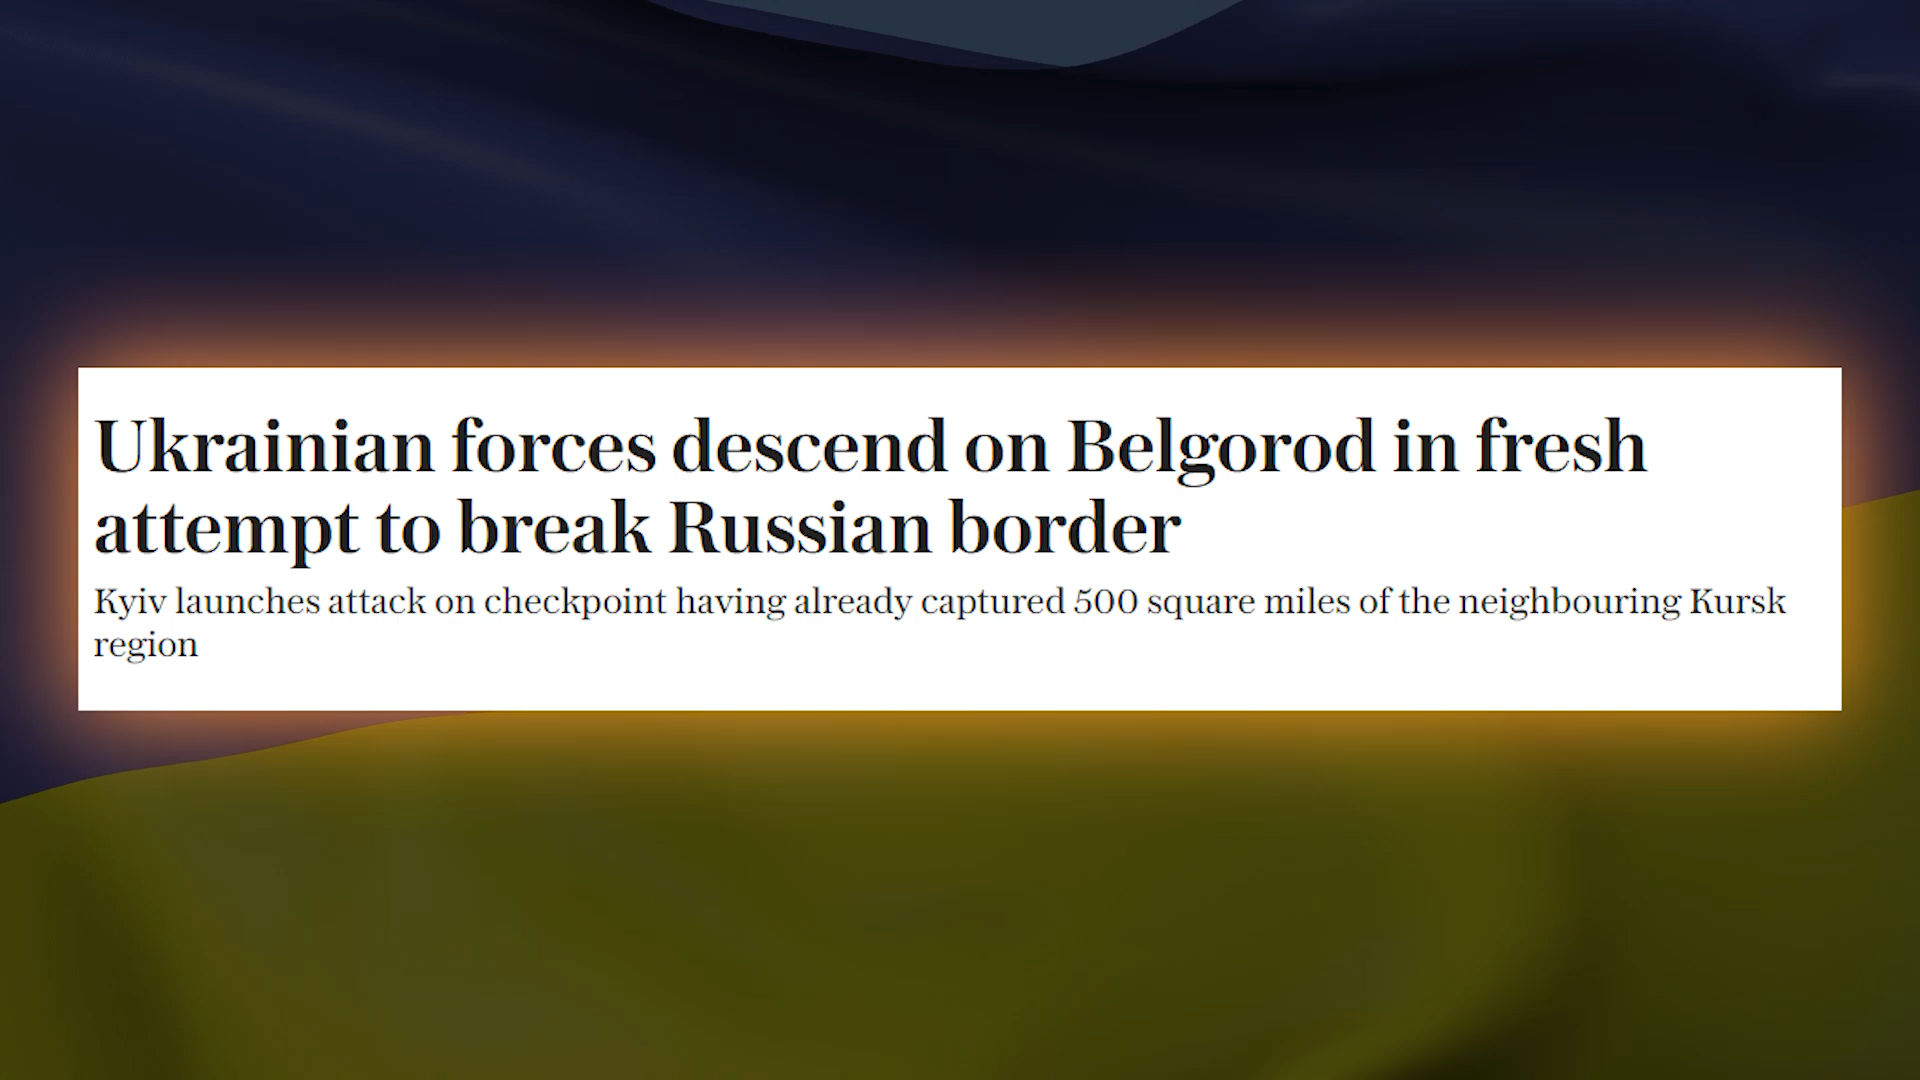 Ukrainian forces descend on Belgorod in fresh
attempt to break Russian border
Kyiv launches attack on checkpoint having already captured 500 square miles of the neighbouring Kursk
region